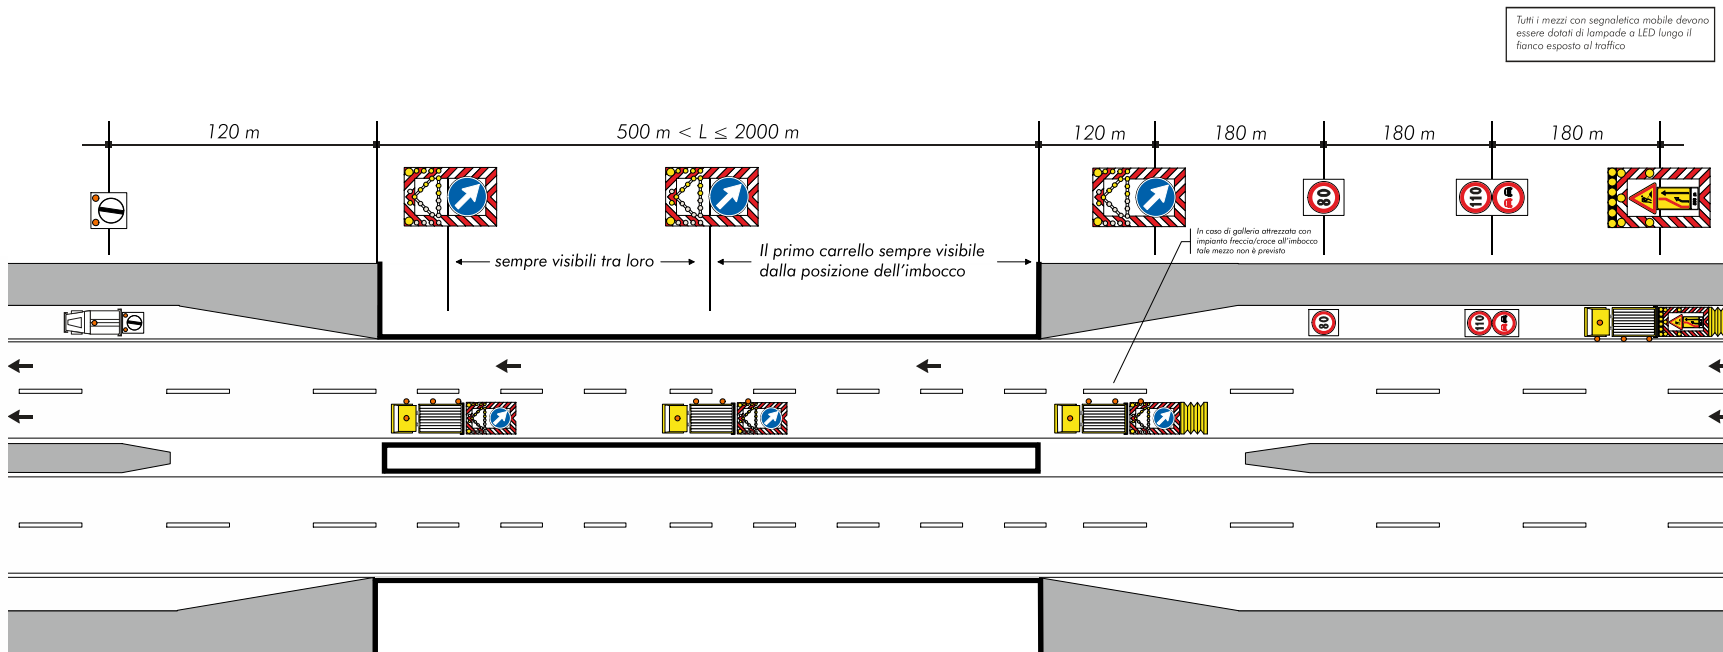 Tutti i mezzi con segnaletica mobile devono
essere dotati di lampade a LED lungo il
fianco esposto al traffico
120 m
500 m < L ≤ 2000 m
120 m
180 m
180 m
180 m
80
110
In caso di galleria attrezzata con
impianto freccia/croce all'imbocco
tale mezzo non è previsto
sempre visibili tra loro
Il primo carrello sempre visibile
dalla posizione dell'imbocco
80
110